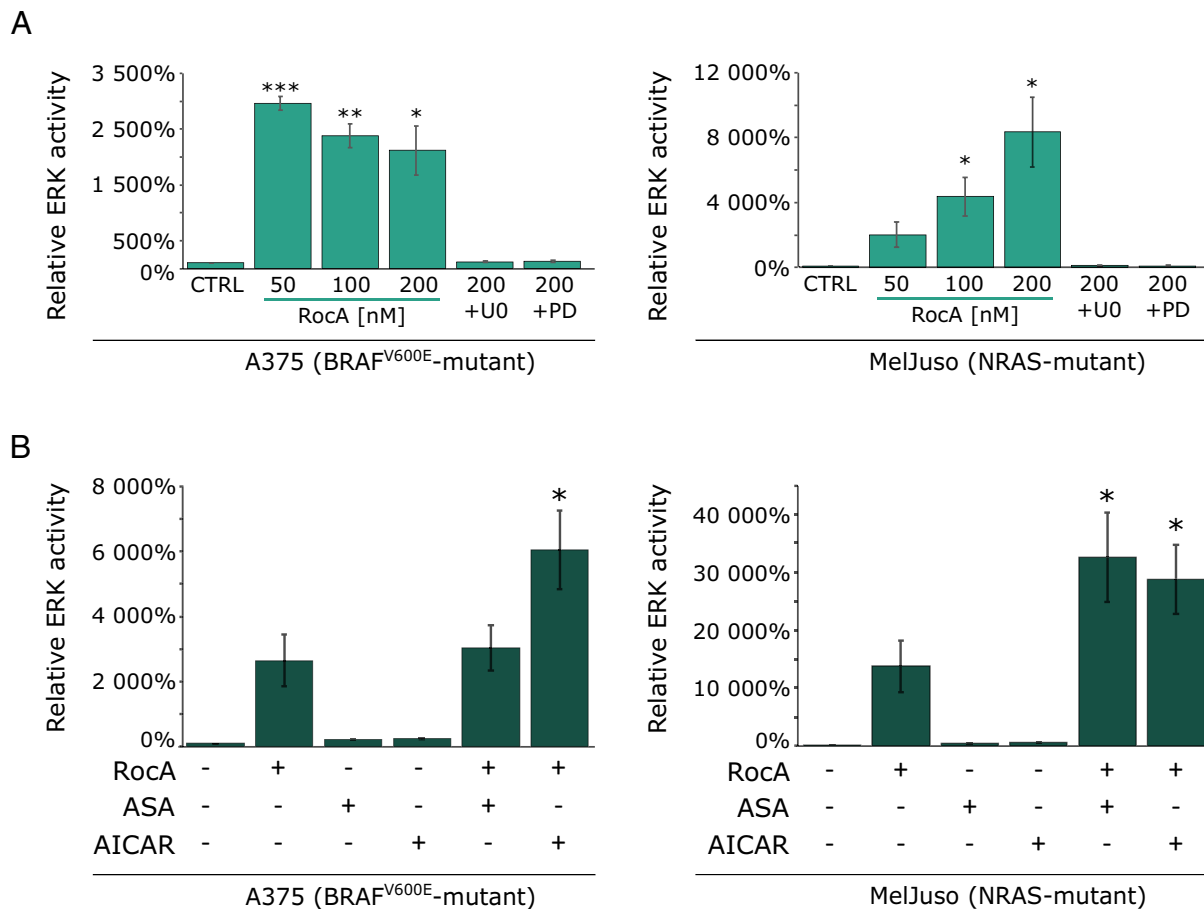 A
Relative ERK activity
3 500%
2 500%
1 500%
500%
0%
***
**
*
CTRL 50 100 200 200 200
+U0 +PD
RocA [nM]
A375 (BRAFV600E-mutant)
Relative ERK activity
12 000%
8 000%
4 000%
0%
*
*
CTRL 50 100 200 200 200
+U0 +PD
RocA [nM]
MelJuso (NRAS-mutant)
B
Relative ERK activity
8 000%
6 000%
4 000%
2 000%
0%
*
RocA - + - - + +
ASA - - + - + -
AICAR - - - + - +
A375 (BRAFV600E-mutant)
Relative ERK activity
40 000%
30 000%
20 000%
10 000%
0%
*
*
RocA - + - - + +
ASA - - + - + -
AICAR - - - + - +
MelJuso (NRAS-mutant)